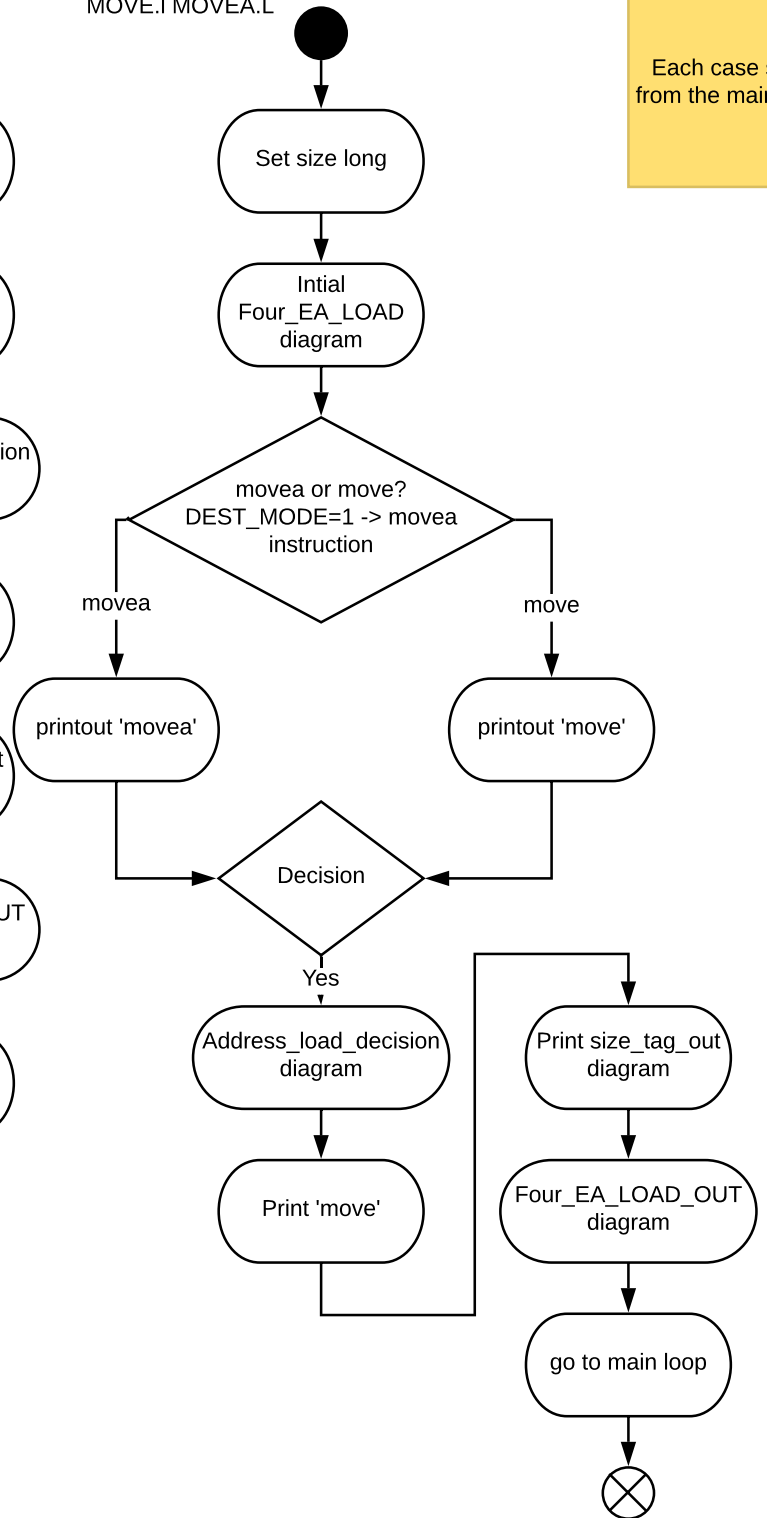 MOVE.l MOVEA.L
Each case
from the main
Set size long
Intial
Four_EA_LOAD
diagram
ion
movea or move?
DEST_MODE=1 -> movea
instruction
movea
move
printout 'movea'
printout 'move'
t
Decision
UT
Yes
Address_load_decision
diagram
Print size_tag_out
diagram
Print 'move'
Four_EA_LOAD_OUT
diagram
go to main loop